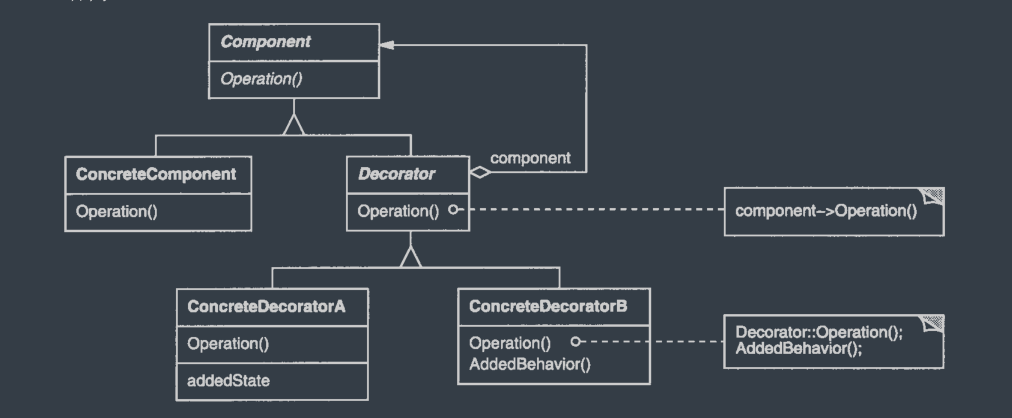 Component
Operation()
ConcreteComponent
Operation()
Decorator
Operation()
component
component->Operation()
ConcreteDecoratorA
Operation()
addedState
ConcreteDecoratorB
Operation()
AddedBehavior()
Decorator::Operation();
AddedBehavior();